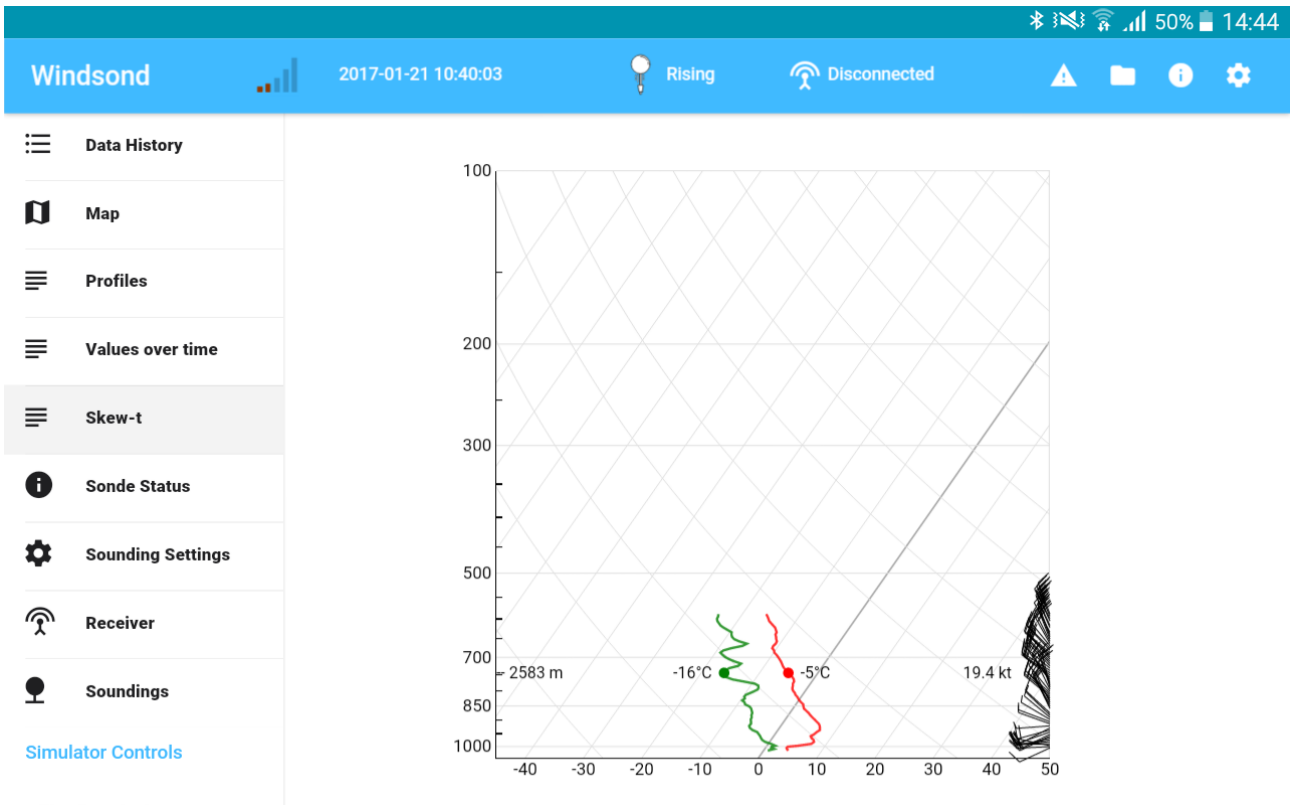 50% 14:44
Windsond 2017-01-21 10:40:03 Rising Disconnected
Data History
Map
Profiles
Values over time
Skew-t
Sonde Status
Sounding Settings
Receiver
Soundings
Simulator Controls
100
200
300
500
700
2583 m -16°C -5°C 19.4 kt
850
1000
-40 -30 -20 -10 0 10 20 30 40 50